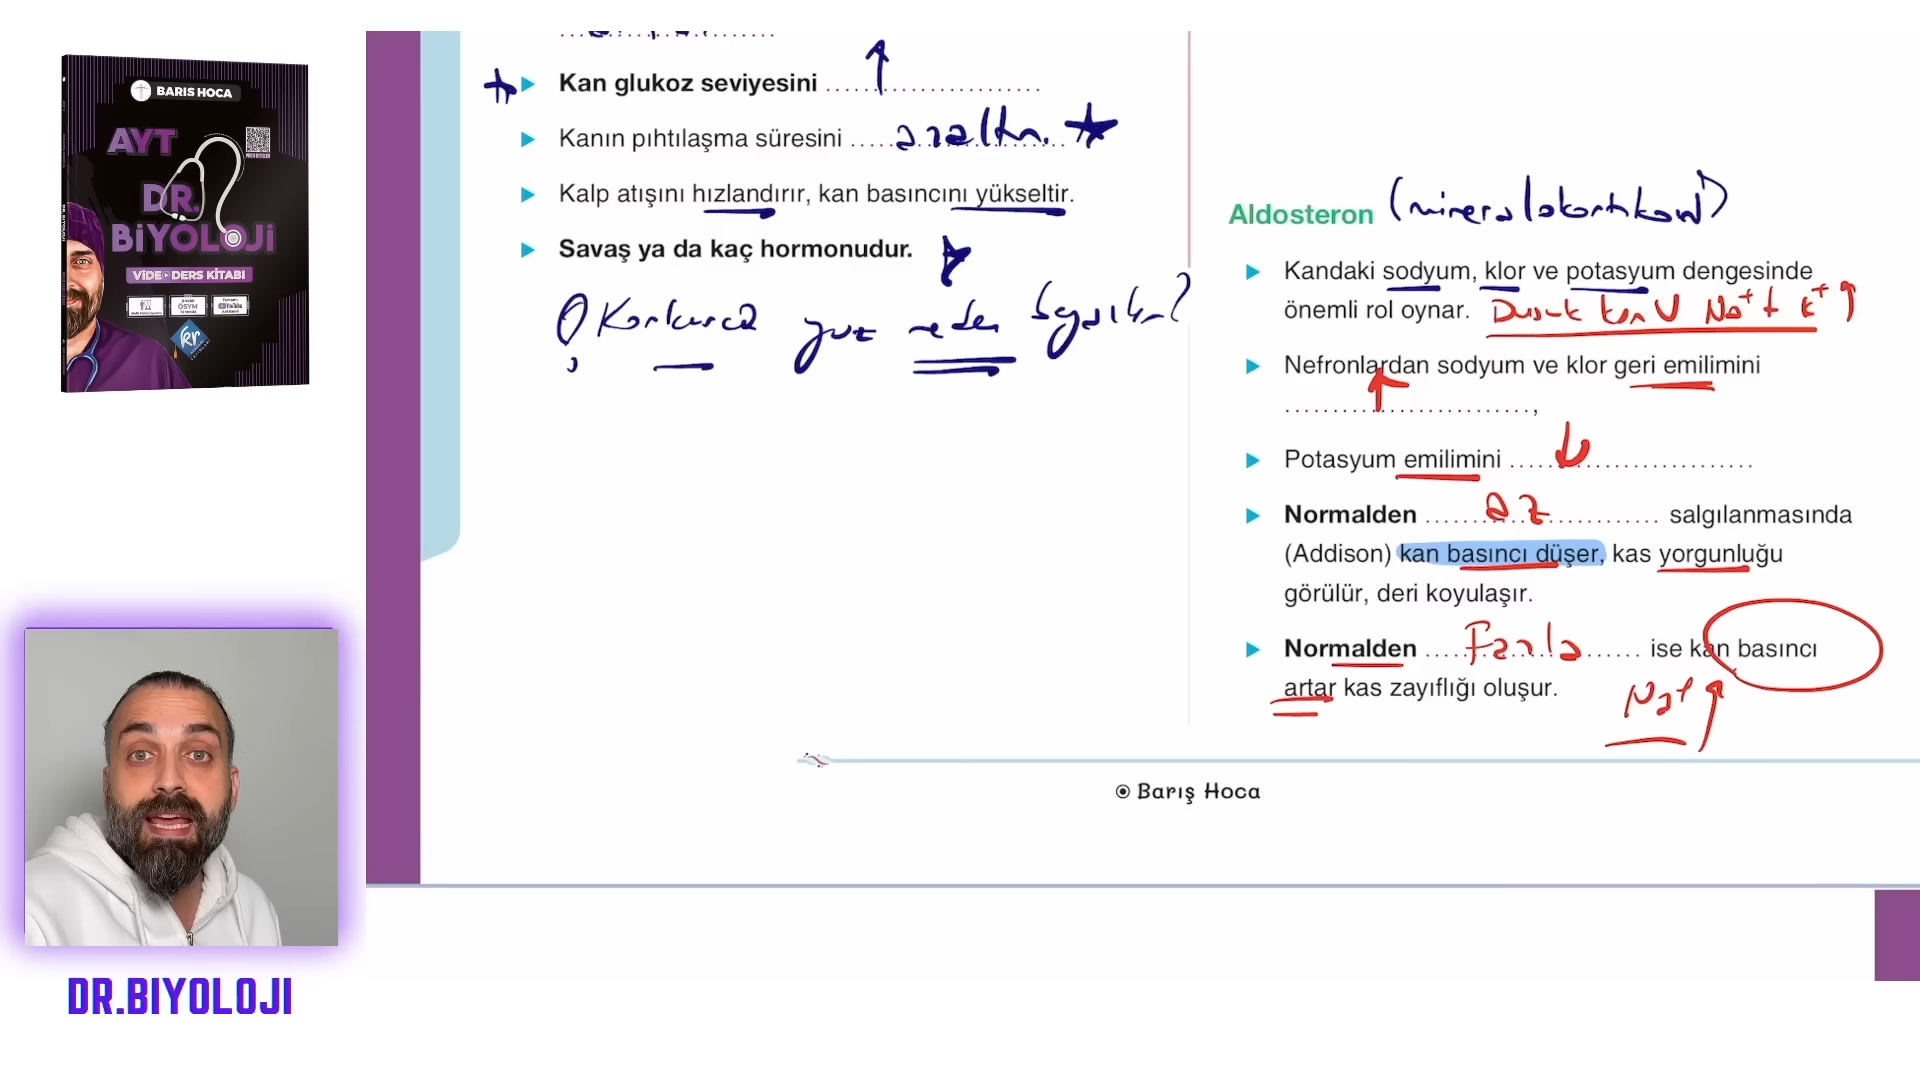 BARIS HOCA
AYT
DR.
BİYOLOJİ
VİDEO DERS KİTABI
Kan glukoz seviyesini ....................... ↑
Kanın pıhtılaşma süresini ..... azaltır. ★
Kalp atışını hızlandırır, kan basıncını yükseltir.
Savaş ya da kaç hormonudur.
Korkunca yüz neden
Aldosteron (mineralokortikoid)
Kandaki sodyum, klor ve potasyum dengesinde
önemli rol oynar. Düşük kan V Na+ ↓ K+ ↑
Nefronlardan sodyum ve klor geri emilimini
↑ ..........................,
Potasyum emilimini ......↓...................
Normalden ....... az ............ salgılanmasında
(Addison) kan basıncı düşer, kas yorgunluğu
görülür, deri koyulaşır.
Normalden ..... Fazla ...... ise kan basıncı
artar kas zayıflığı oluşur. Na+ ↑
Barış Hoca
DR.BIYOLOJI